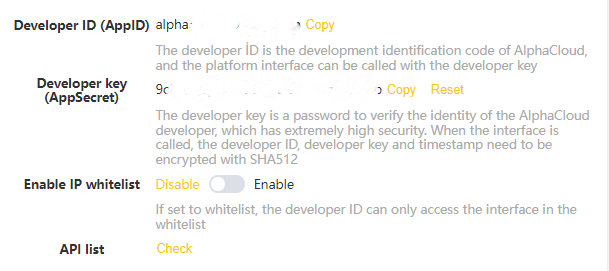 Developer ID (AppID) alpha- Copy
The developer ID is the development identification code of AlphaCloud,
and the platform interface can be called with the developer key
Developer key
(AppSecret) 9c Copy Reset
The developer key is a password to verify the identity of the AlphaCloud
developer, which has extremely high security. When the interface is
called, the developer ID, developer key and timestamp need to be
encrypted with SHA512
Enable IP whitelist Disable Enable
If set to whitelist, the developer ID can only access the interface in the
whitelist
API list Check